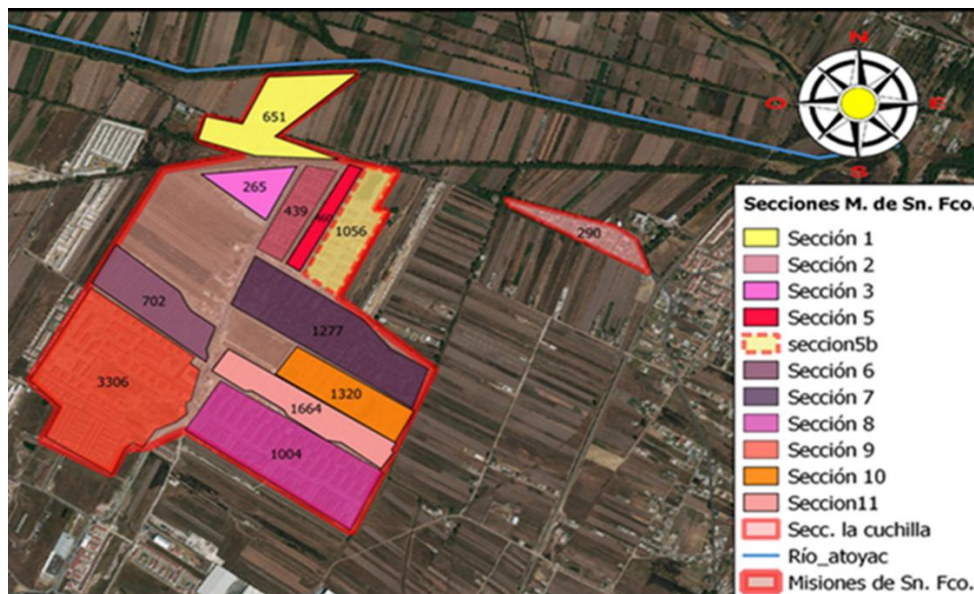 N
O
E
S
651
265
439
460
1056
290
702
1277
3306
1320
1664
1004
Secciones M. de Sn. Fco.
Sección 1
Sección 2
Sección 3
Sección 5
seccion5b
Sección 6
Sección 7
Sección 8
Sección 9
Sección 10
Seccion11
Secc. la cuchilla
Río_atoyac
Misiones de Sn. Fco.